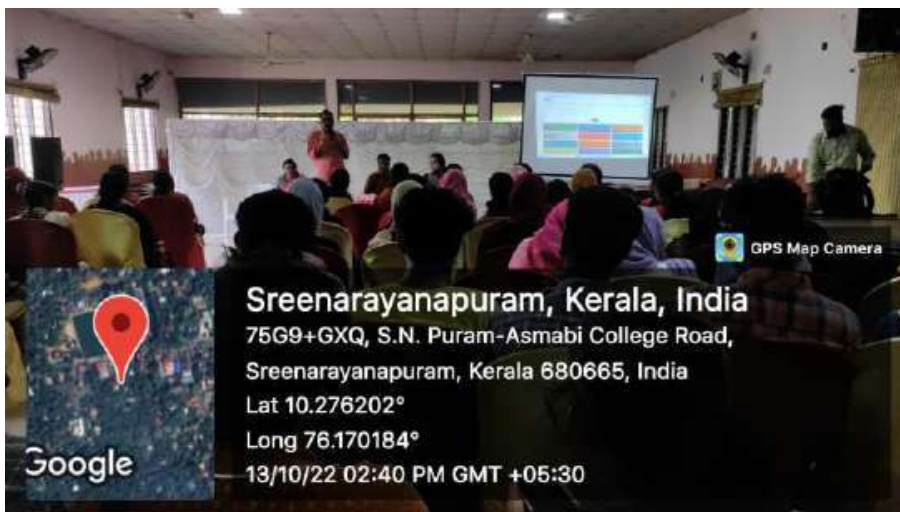 GPS Map Camera
Sreenarayanapuram, Kerala, India
75G9+GXQ, S.N. Puram-Asmabi College Road,
Sreenarayanapuram, Kerala 680665, India
Lat 10.276202°
Long 76.170184°
13/10/22 02:40 PM GMT +05:30
Google